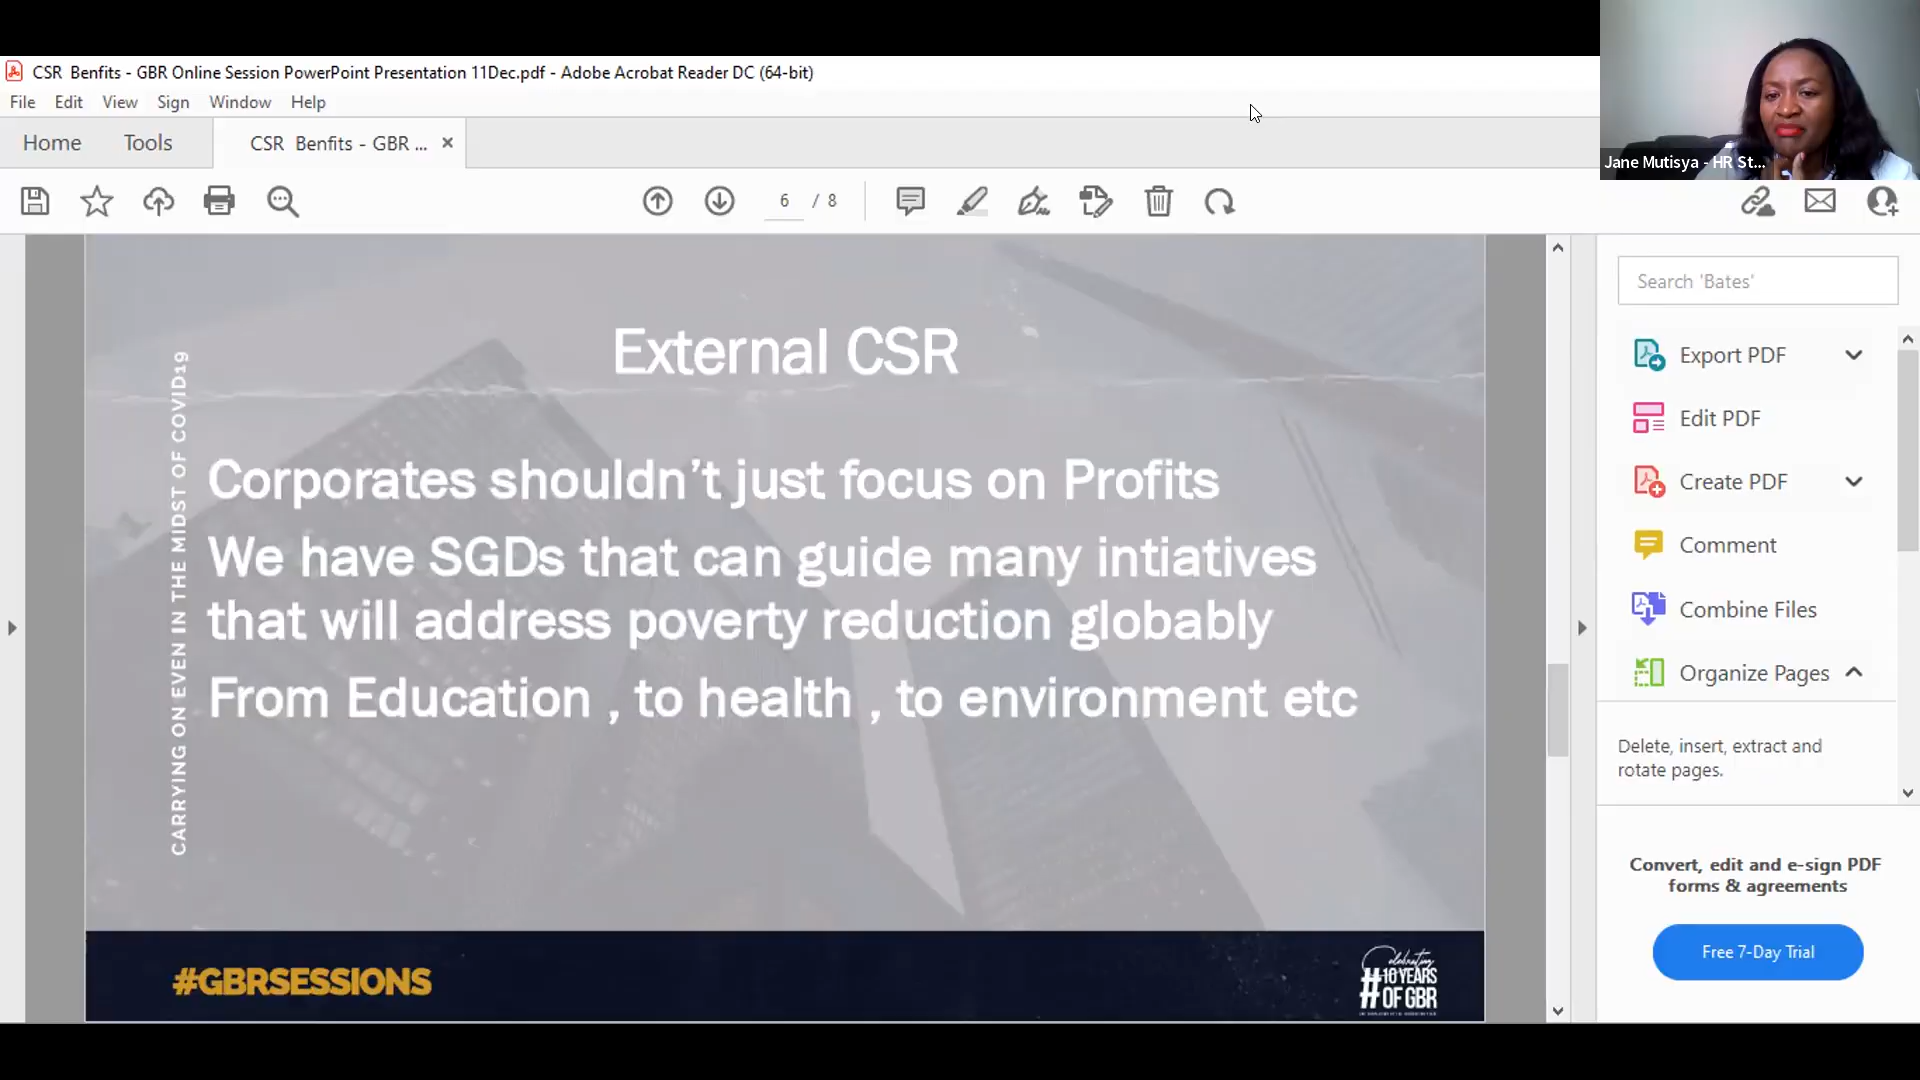 CSR Benfits - GBR Online Session PowerPoint Presentation 11Dec.pdf - Adobe Acrobat Reader DC (64-bit)
File Edit View Sign Window Help
Home Tools CSR Benfits - GBR ... ×
6 / 8
Jane Mutisya - HR St...
CARRYING ON EVEN IN THE MIDST OF COVID19
External CSR
Corporates shouldn't just focus on Profits
We have SGDs that can guide many intiatives
that will address poverty reduction globably
From Education , to health , to environment etc
#GBRSESSIONS
Celebrating
#10 YEARS
OF GBR
Search 'Bates'
Export PDF
Edit PDF
Create PDF
Comment
Combine Files
Organize Pages
Delete, insert, extract and
rotate pages.
Convert, edit and e-sign PDF
forms & agreements
Free 7-Day Trial